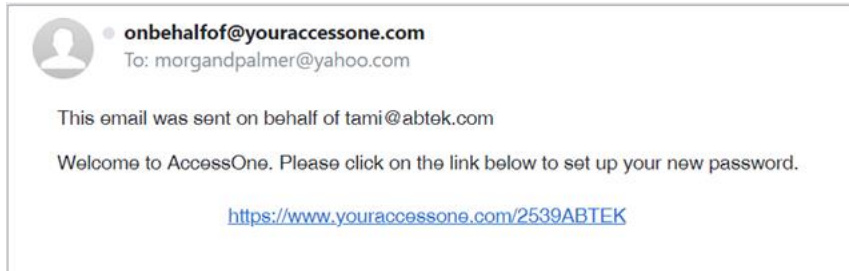 onbehalfof@youraccessone.com
To: morgandpalmer@yahoo.com
This email was sent on behalf of tami@abtek.com
Welcome to AccessOne. Please click on the link below to set up your new password.
https://www.youraccessone.com/2539ABTEK